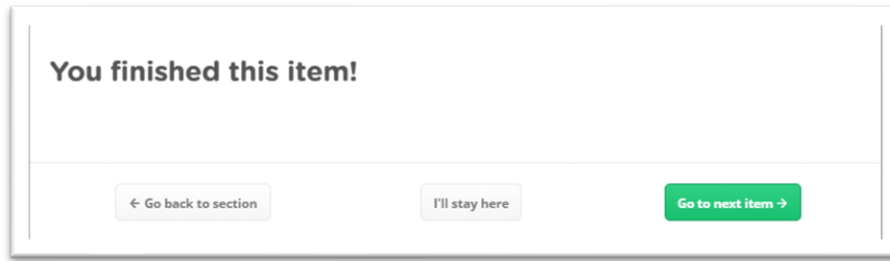 You finished this item!
← Go back to section
I'll stay here
Go to next item →